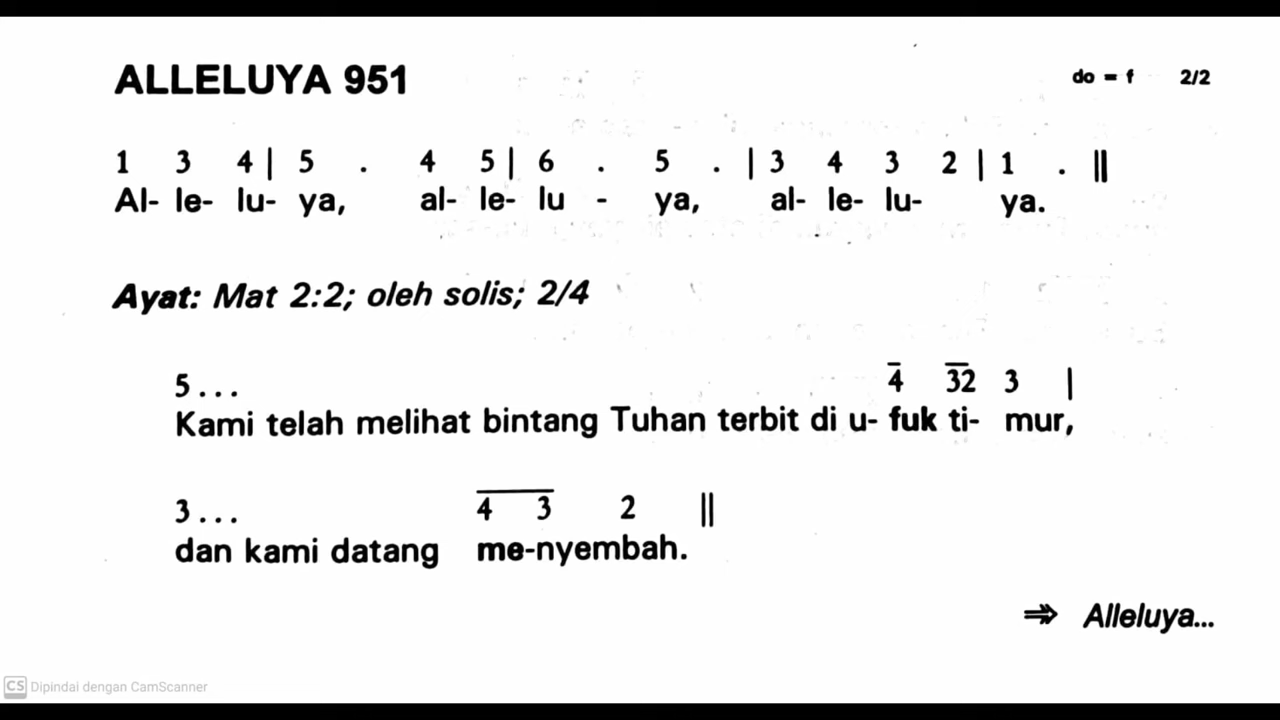 ALLELUYA 951 do = f 2/2
1 3 4 | 5 . 4 5 | 6 . 5 . | 3 4 3 2 | 1 . ||
Al- le- lu- ya, al- le- lu - ya, al- le- lu- ya.
Ayat: Mat 2:2; oleh solis; 2/4
5 . . . 4̅ 3̅2̅ 3 |
Kami telah melihat bintang Tuhan terbit di u- fuk ti- mur,
3 . . . 4̅ 3̅ 2 ||
dan kami datang me-nyembah.
⇒ Alleluya...
CS Dipindai dengan CamScanner